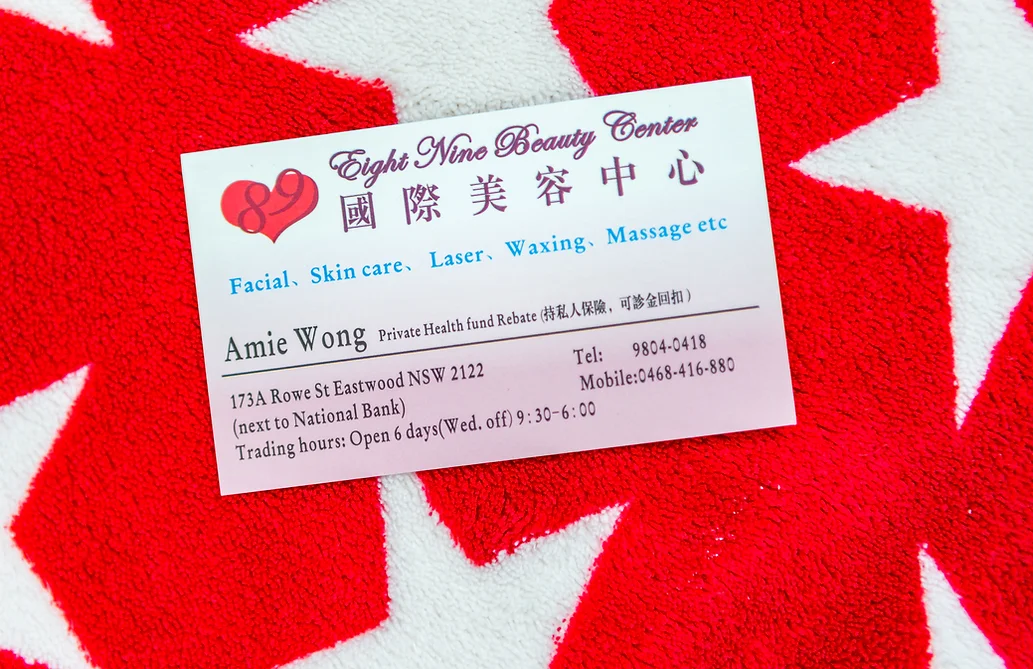 89
Eight Nine Beauty Center
國際美容中心
Facial、Skin care、Laser、Waxing、Massage etc
Amie Wong Private Health fund Rebate (持私人保險，可診金回扣)
173A Rowe St Eastwood NSW 2122
(next to National Bank)
Trading hours: Open 6 days(Wed. off) 9:30-6:00
Tel: 9804-0418
Mobile:0468-416-880